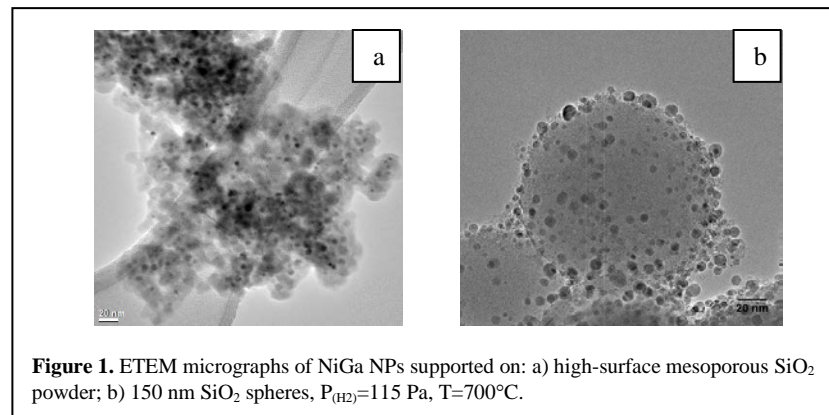 a
b
20 nm
20 nm
Figure 1. ETEM micrographs of NiGa NPs supported on: a) high-surface mesoporous SiO₂
powder; b) 150 nm SiO₂ spheres, P₍H2₎=115 Pa, T=700°C.